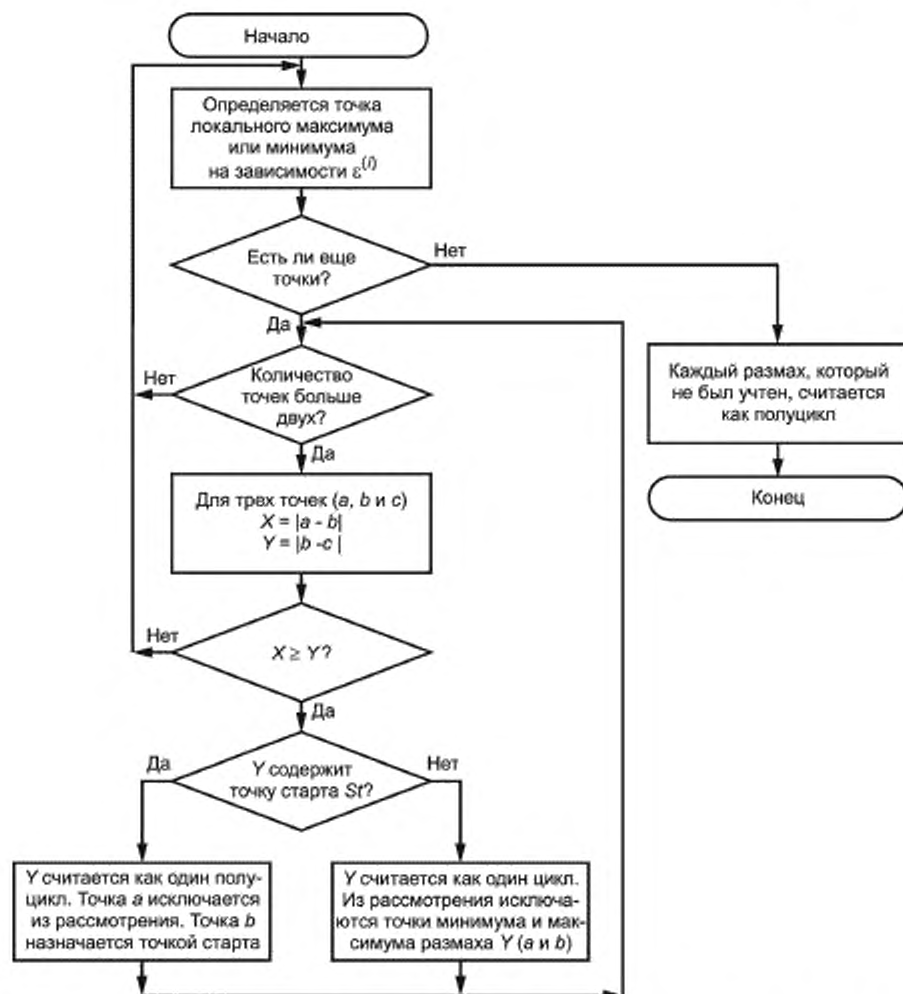 Начало
Определяется точка
локального максимума
или минимума
на зависимости ε(i)
Есть ли еще
точки?
Нет
Да
Количество
точек больше
двух?
Нет
Да
Каждый размах, который
не был учтен, считается
как полуцикл
Конец
Для трех точек (a, b и c)
X = |a - b|
Y = |b -c |
X ≥ Y?
Нет
Да
Y содержит
точку старта St?
Да
Нет
Y считается как один полу-
цикл. Точка a исключается
из рассмотрения. Точка b
назначается точкой старта
Y считается как один цикл.
Из рассмотрения исключа-
ются точки минимума и мак-
симума размаха Y (a и b)